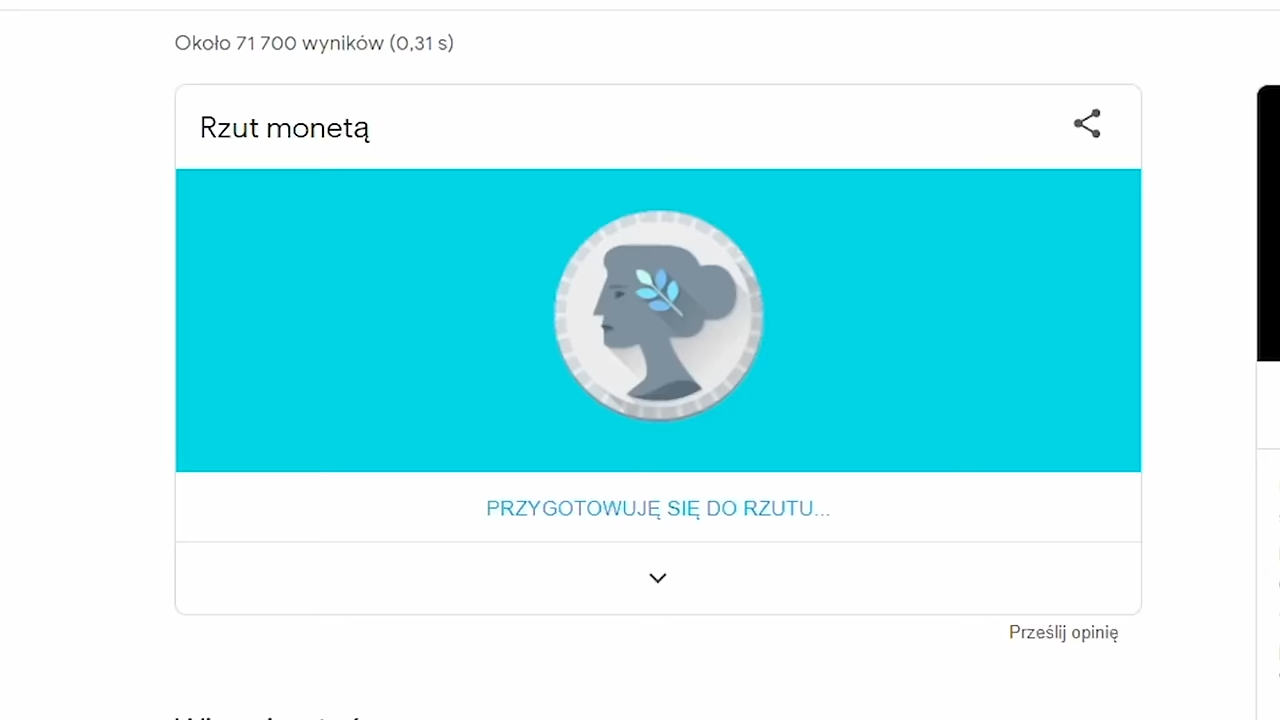 Około 71 700 wyników (0,31 s)
Rzut monetą
PRZYGOTOWUJĘ SIĘ DO RZUTU...
Prześlij opinię